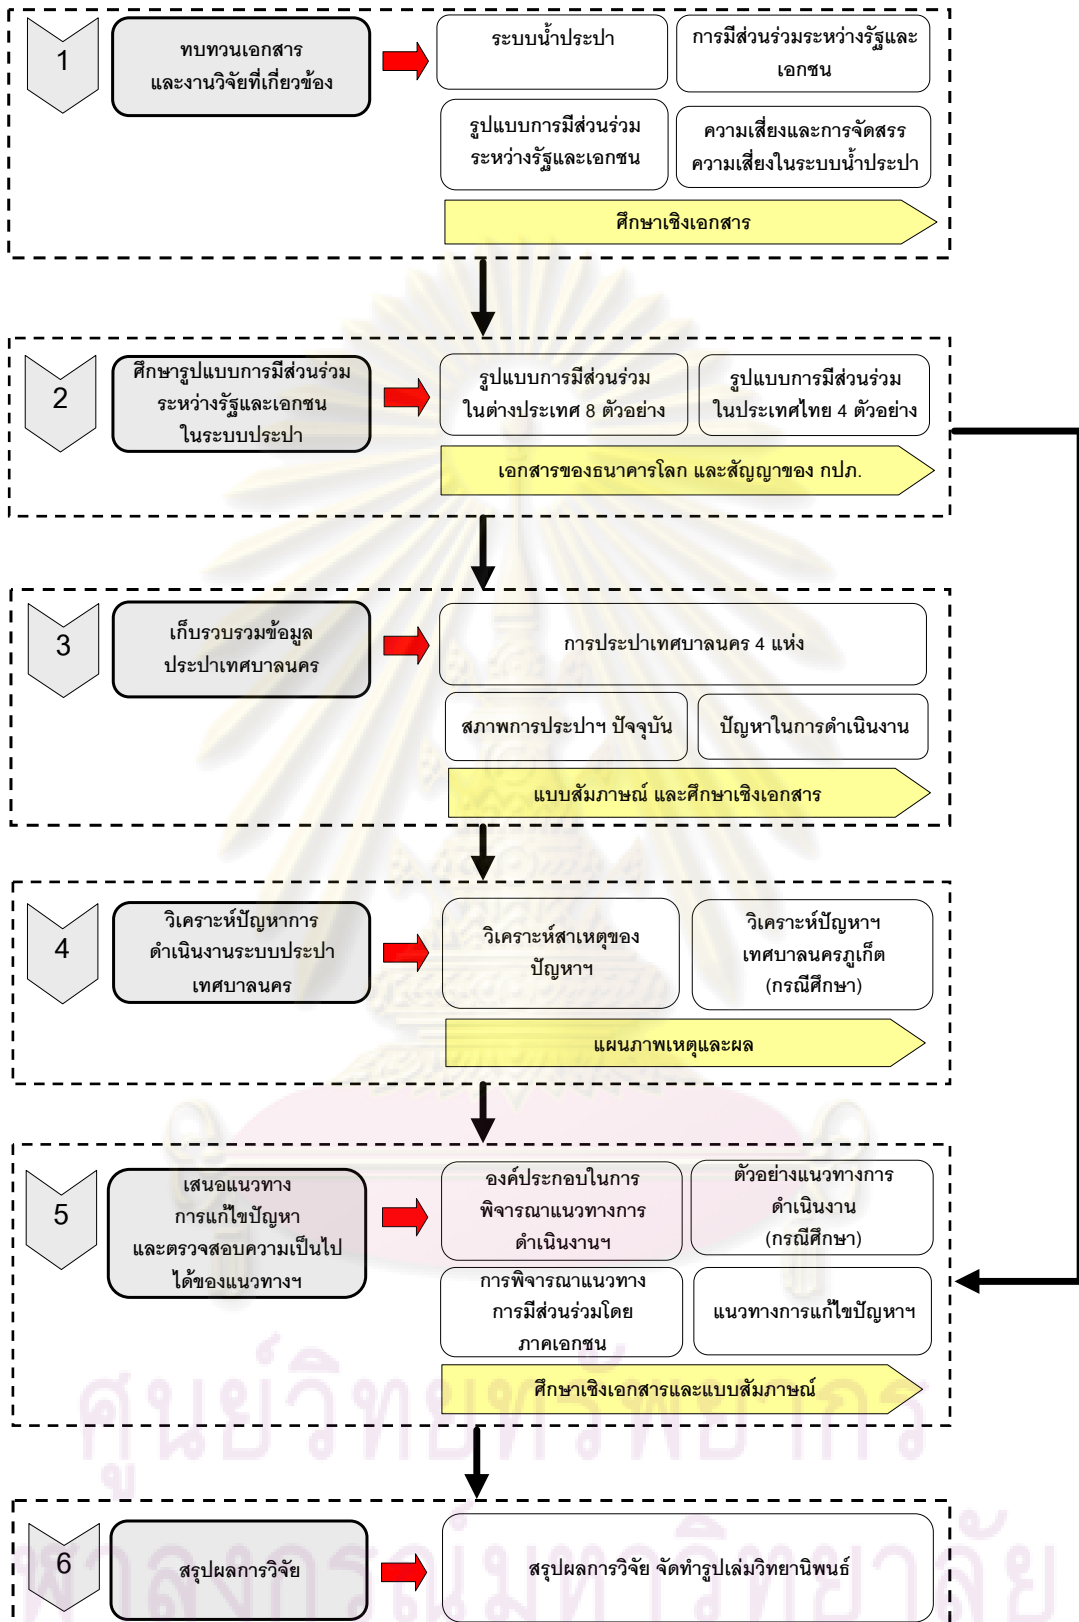 1
ทบทวนเอกสาร
และงานวิจัยที่เกี่ยวข้อง
ระบบน้ำประปา
การมีส่วนร่วมระหว่างรัฐและ
เอกชน
รูปแบบการมีส่วนร่วม
ระหว่างรัฐและเอกชน
ความเสี่ยงและการจัดสรร
ความเสี่ยงในระบบน้ำประปา
ศึกษาเชิงเอกสาร
2
ศึกษารูปแบบการมีส่วนร่วม
ระหว่างรัฐและเอกชน
ในระบบประปา
รูปแบบการมีส่วนร่วม
ในต่างประเทศ 8 ตัวอย่าง
รูปแบบการมีส่วนร่วม
ในประเทศไทย 4 ตัวอย่าง
เอกสารของธนาคารโลก และสัญญาของ กปภ.
3
เก็บรวบรวมข้อมูล
ประปาเทศบาลนคร
การประปาเทศบาลนคร 4 แห่ง
สภาพการประปาฯ ปัจจุบัน
ปัญหาในการดำเนินงาน
แบบสัมภาษณ์ และศึกษาเชิงเอกสาร
4
วิเคราะห์ปัญหาการ
ดำเนินงานระบบประปา
เทศบาลนคร
วิเคราะห์สาเหตุของ
ปัญหาฯ
วิเคราะห์ปัญหาฯ
เทศบาลนครภูเก็ต
(กรณีศึกษา)
แผนภาพเหตุและผล
5
เสนอแนวทาง
การแก้ไขปัญหา
และตรวจสอบความเป็นไป
ได้ของแนวทางฯ
องค์ประกอบในการ
พิจารณาแนวทางการ
ดำเนินงานฯ
ตัวอย่างแนวทางการ
ดำเนินงาน
(กรณีศึกษา)
การพิจารณาแนวทาง
การมีส่วนร่วมโดย
ภาคเอกชน
แนวทางการแก้ไขปัญหาฯ
ศึกษาเชิงเอกสารและแบบสัมภาษณ์
ศูนย์วิทยทรัพยากร
6
สรุปผลการวิจัย
สรุปผลการวิจัย จัดทำรูปเล่มวิทยานิพนธ์
จุฬาลงกรณ์มหาวิทยาลัย